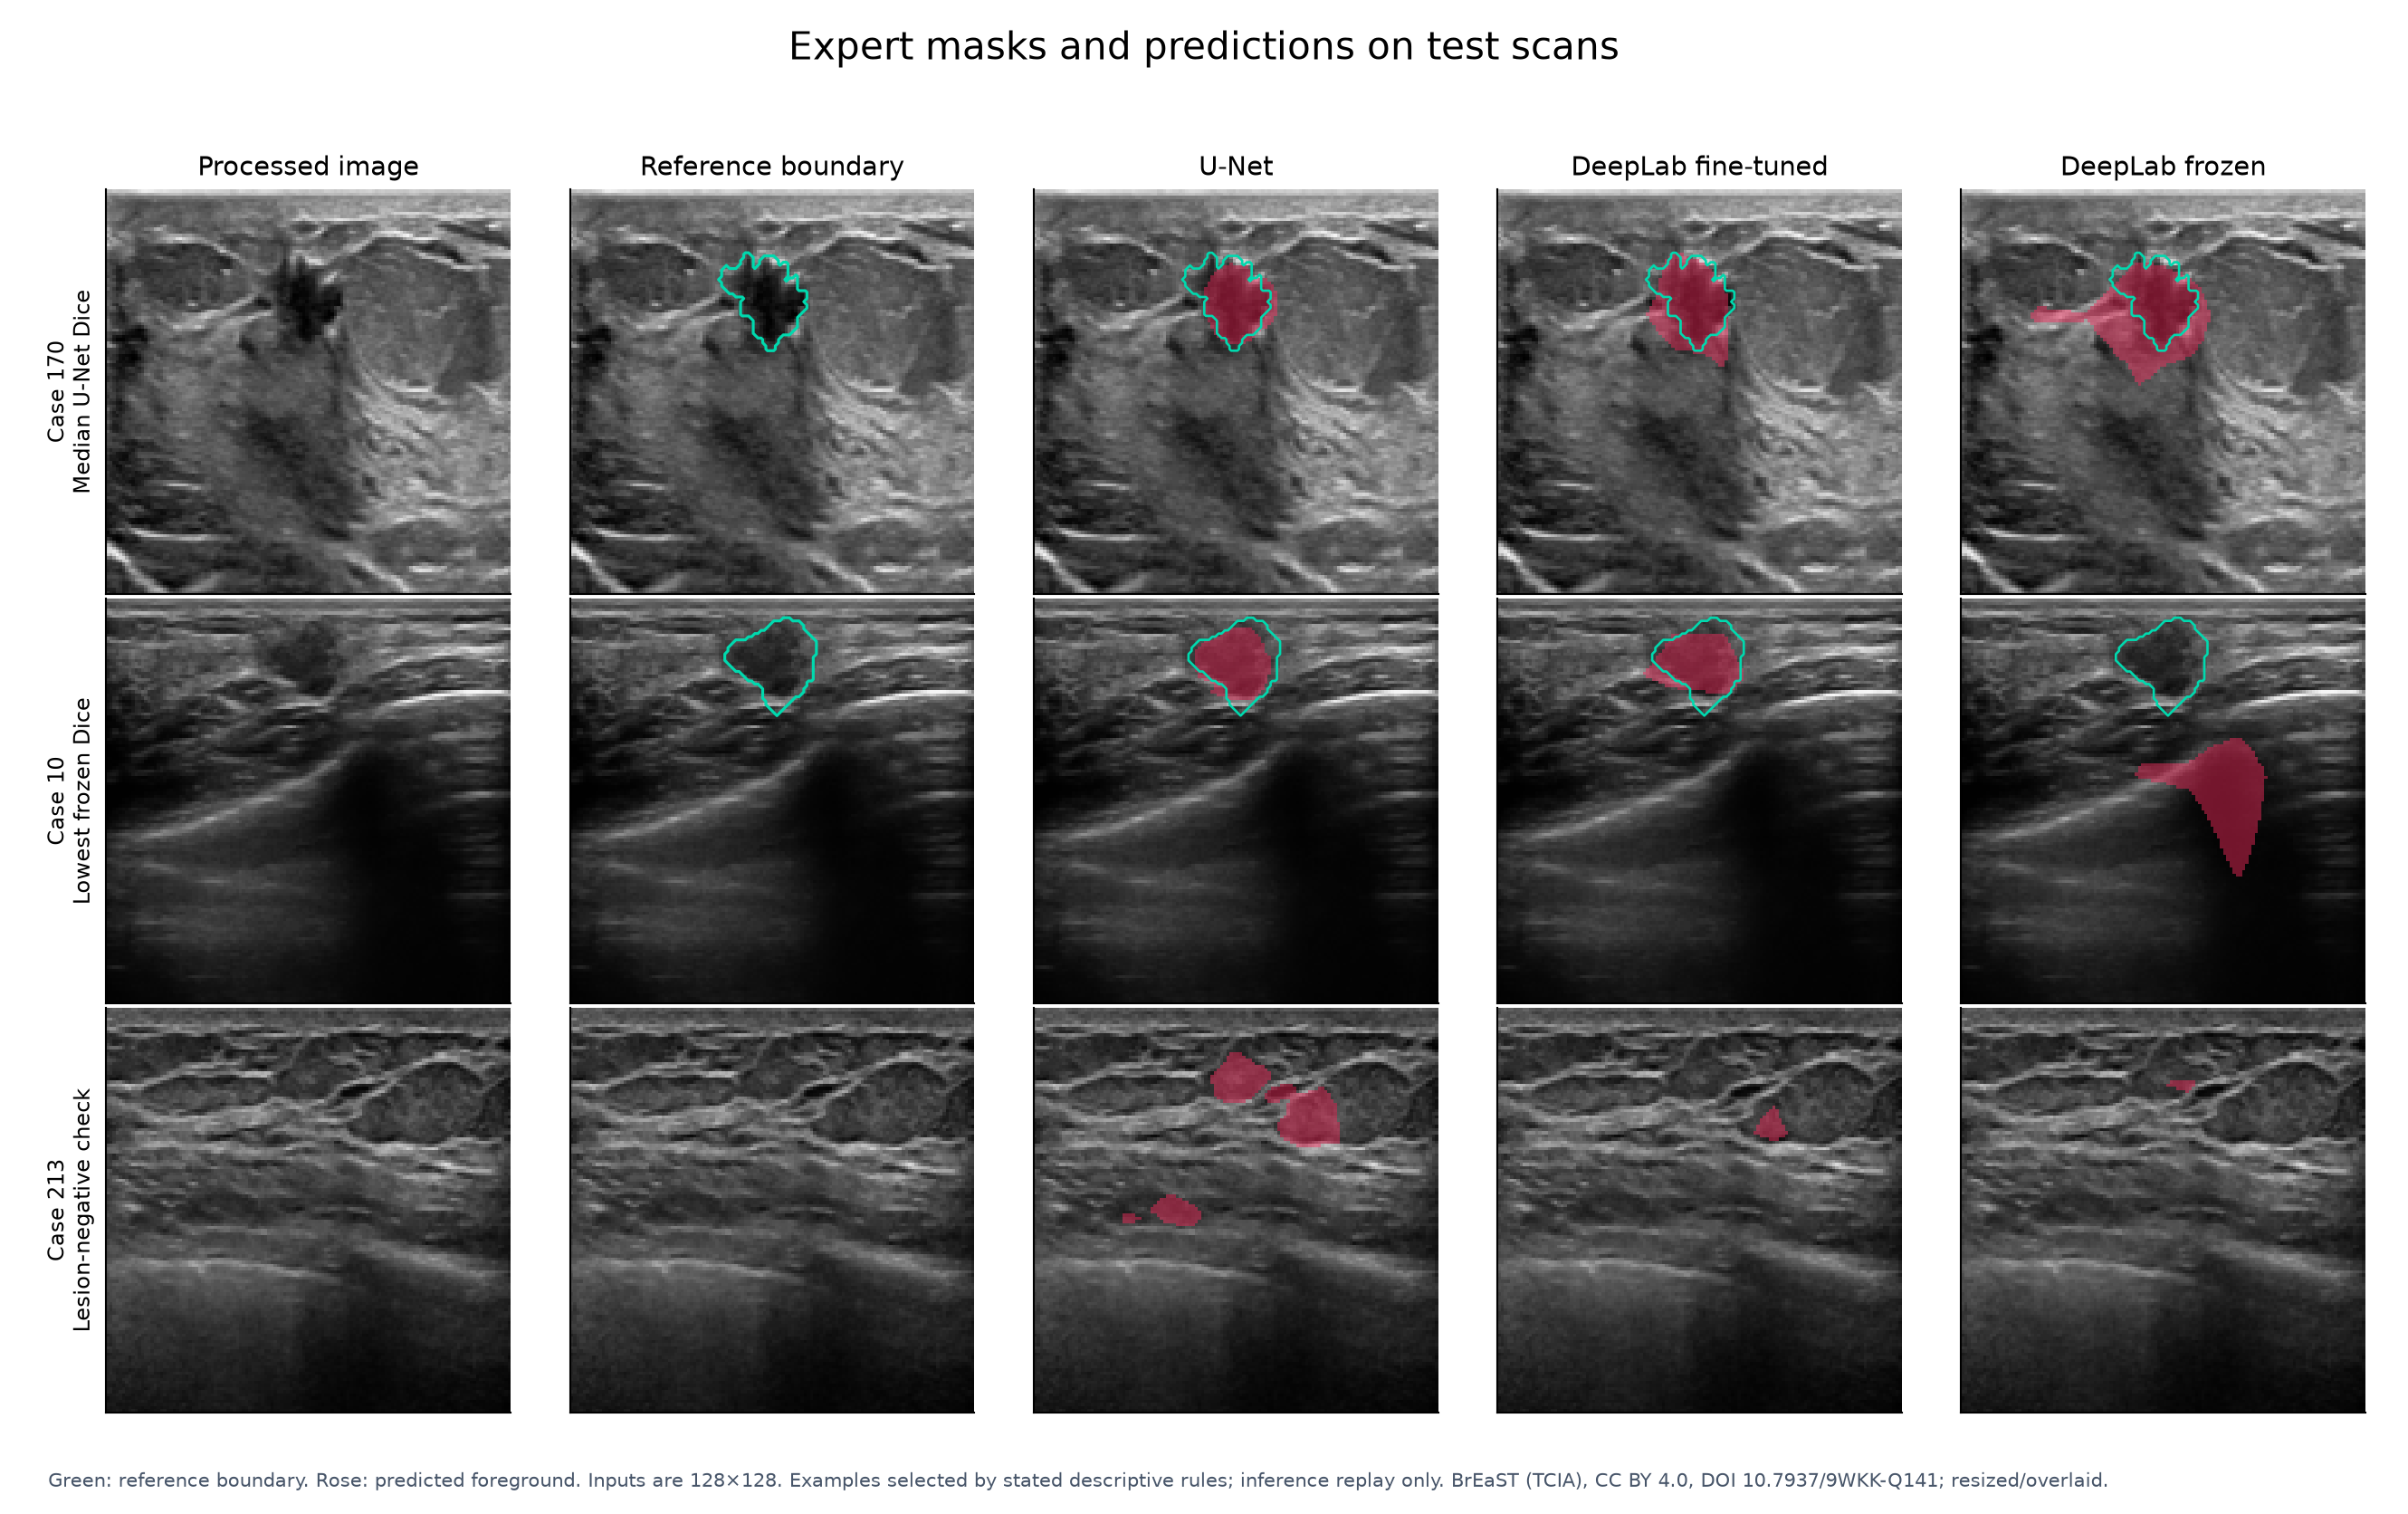 Expert masks and predictions on test scans
Processed image
Reference boundary
U-Net
DeepLab fine-tuned
DeepLab frozen
Case 170
Median U-Net Dice
Case 10
Lowest frozen Dice
Case 213
Lesion-negative check
Green: reference boundary. Rose: predicted foreground. Inputs are 128×128. Examples selected by stated descriptive rules; inference replay only. BrEaST (TCIA), CC BY 4.0, DOI 10.7937/9WKK-Q141; resized/overlaid.